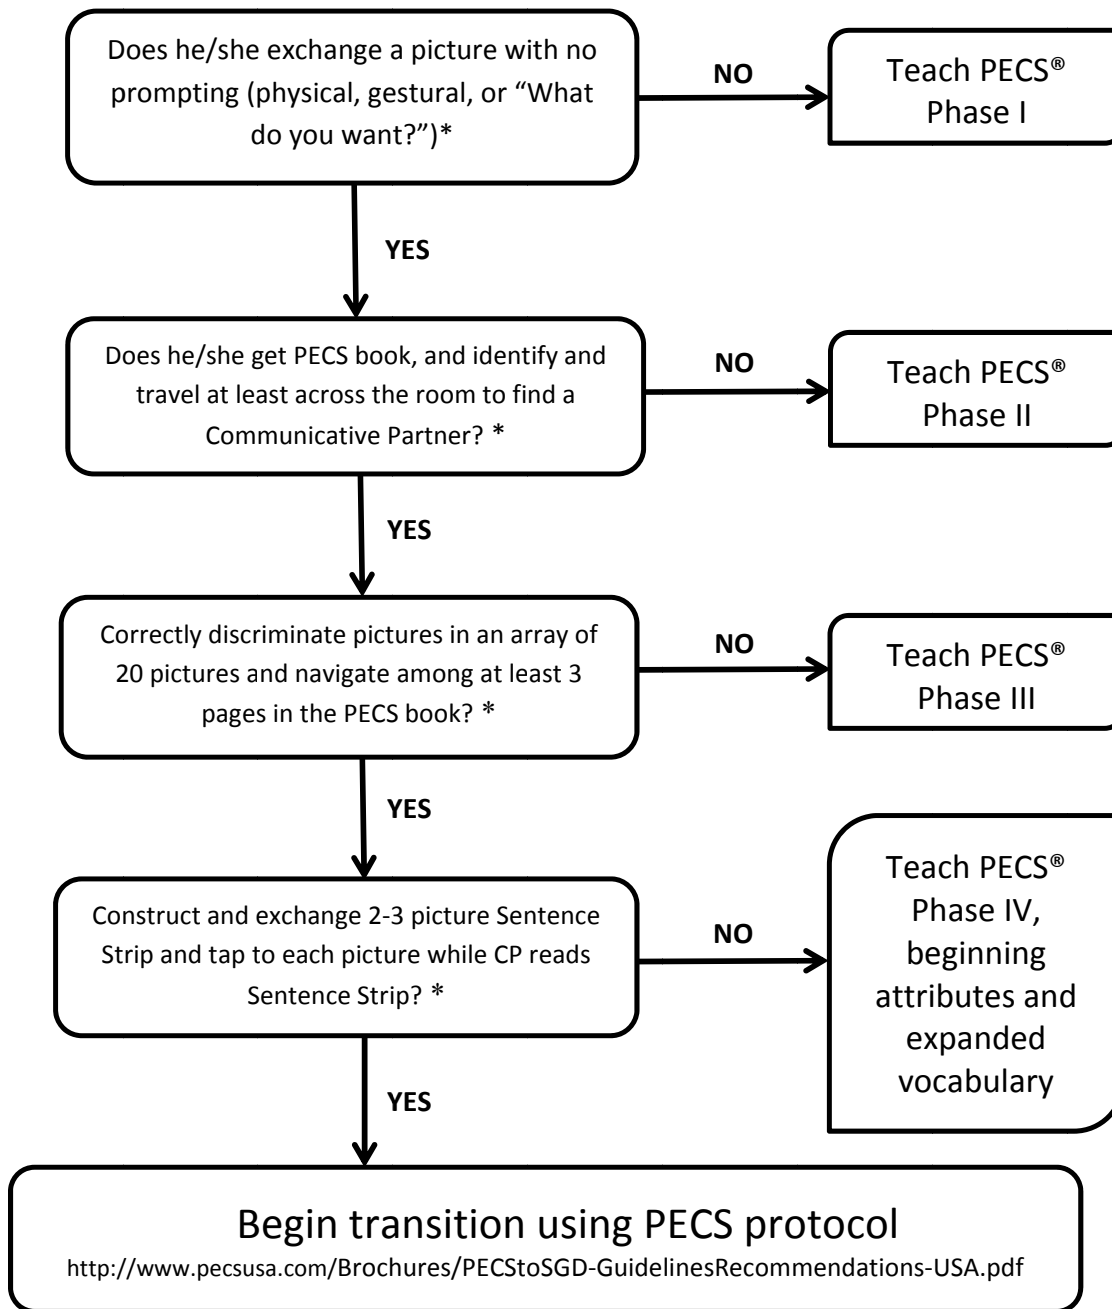 Does he/she exchange a picture with no
prompting (physical, gestural, or “What
do you want?”)*
NO
Teach PECS®
Phase I
YES
Does he/she get PECS book, and identify and
travel at least across the room to find a
Communicative Partner? *
NO
Teach PECS®
Phase II
YES
Correctly discriminate pictures in an array of
20 pictures and navigate among at least 3
pages in the PECS book? *
NO
Teach PECS®
Phase III
YES
Construct and exchange 2-3 picture Sentence
Strip and tap to each picture while CP reads
Sentence Strip? *
NO
Teach PECS®
Phase IV,
beginning
attributes and
expanded
vocabulary
YES
Begin transition using PECS protocol
http://www.pecsusa.com/Brochures/PECStoSGD-GuidelinesRecommendations-USA.pdf